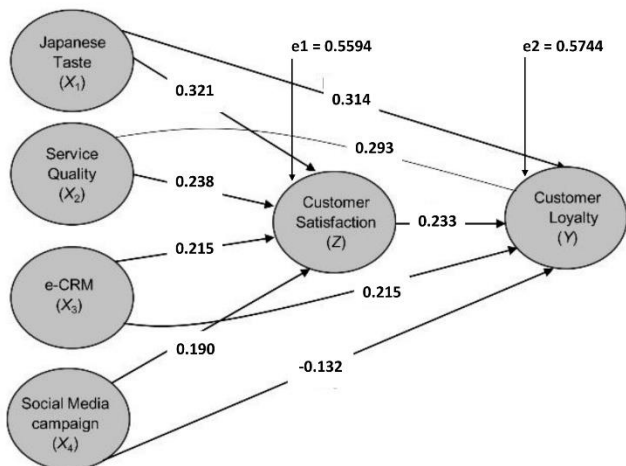 Japanese
Taste
(X₁)
e1 = 0.5594
e2 = 0.5744
0.321
0.314
Service
Quality
(X₂)
0.293
0.238
Customer
Satisfaction
(Z)
0.233
Customer
Loyalty
(Y)
0.215
e-CRM
(X₃)
0.215
0.190
-0.132
Social Media
campaign
(X₄)